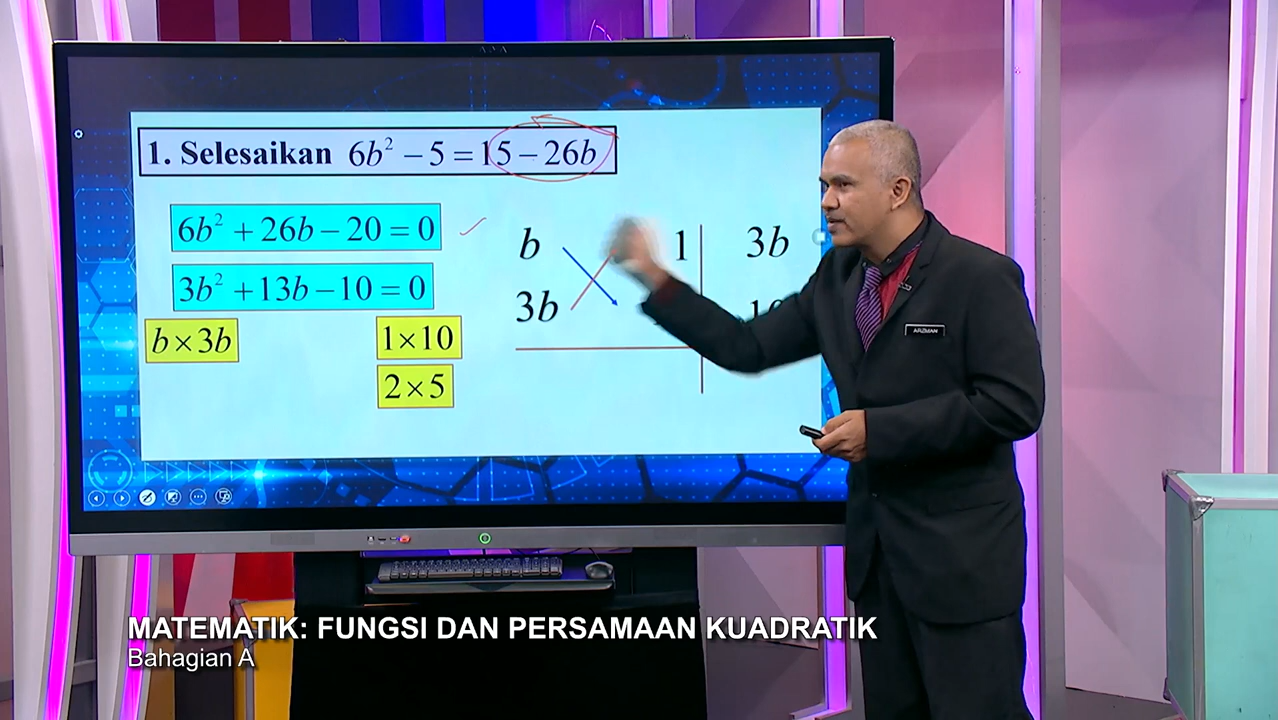 1. Selesaikan 6b² − 5 = 15 − 26b
6b² + 26b − 20 = 0
3b² + 13b − 10 = 0
b × 3b
1 × 10
2 × 5
b 1 3b
3b
ARIZMAN
MATEMATIK: FUNGSI DAN PERSAMAAN KUADRATIK
Bahagian A